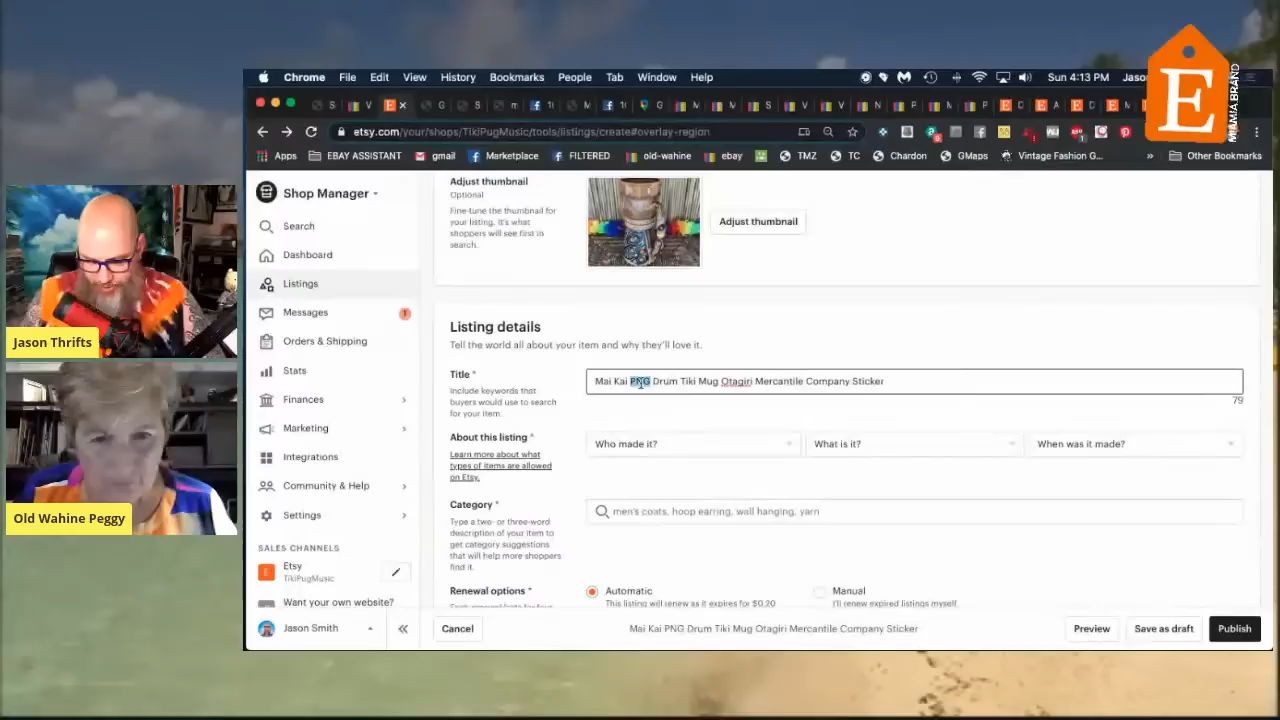 E
MIAMIA.BRAND
Chrome File Edit View History Bookmarks People Tab Window Help
Sun 4:13 PM Jason
etsy.com/your/shops/TikiPugMusic/tools/listings/create#overlay-region
Apps EBAY ASSISTANT gmail Marketplace FILTERED old-wahine ebay TMZ TC Chardon GMaps Vintage Fashion G... » Other Bookmarks
Shop Manager
Search
Dashboard
Listings
Messages 1
Orders & Shipping
Stats
Finances
Marketing
Integrations
Community & Help
Settings
SALES CHANNELS
E Etsy
TikiPugMusic
Want your own website?
Jason Smith
Adjust thumbnail
Optional
Fine-tune the thumbnail for
your listing. It's what
shoppers will see first in
search.
Adjust thumbnail
Listing details
Tell the world all about your item and why they'll love it.
Title *
Include keywords that
buyers would use to search
for your item.
Mai Kai PNG Drum Tiki Mug Otagiri Mercantile Company Sticker
79
About this listing *
Learn more about what
types of items are allowed
on Etsy.
Who made it? What is it? When was it made?
Category *
Type a two- or three-word
description of your item to
get category suggestions
that will help more shoppers
find it.
men's coats, hoop earring, wall hanging, yarn
Renewal options *
Automatic
This listing will renew as it expires for $0.20
Manual
I'll renew expired listings myself.
Cancel
Mai Kai PNG Drum Tiki Mug Otagiri Mercantile Company Sticker
Preview Save as draft Publish
Jason Thrifts
Old Wahine Peggy